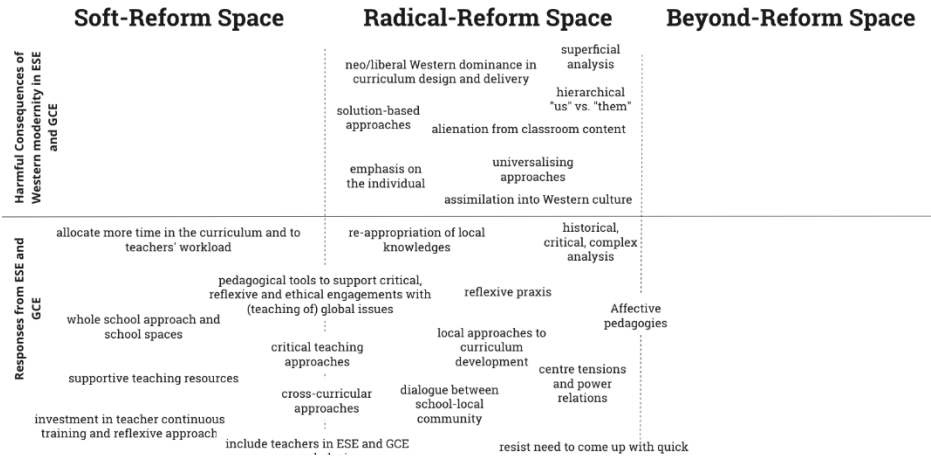 Soft-Reform Space
Radical-Reform Space
Beyond-Reform Space
Harmful Consequences of
Western modernity in ESE
and GCE
superficial
analysis
neo/liberal Western dominance in
curriculum design and delivery
hierarchical
"us" vs. "them"
solution-based
approaches
alienation from classroom content
universalising
approaches
emphasis on
the individual
assimilation into Western culture
Responses from ESE and
GCE
allocate more time in the curriculum and to
teachers' workload
re-appropriation of local
knowledges
historical,
critical, complex
analysis
pedagogical tools to support critical,
reflexive and ethical engagements with
(teaching of) global issues
reflexive praxis
Affective
pedagogies
whole school approach and
school spaces
local approaches to
curriculum
development
critical teaching
approaches
centre tensions
and power
relations
supportive teaching resources
cross-curricular
approaches
dialogue between
school-local
community
investment in teacher continuous
training and reflexive approach
include teachers in ESE and GCE
resist need to come up with quick